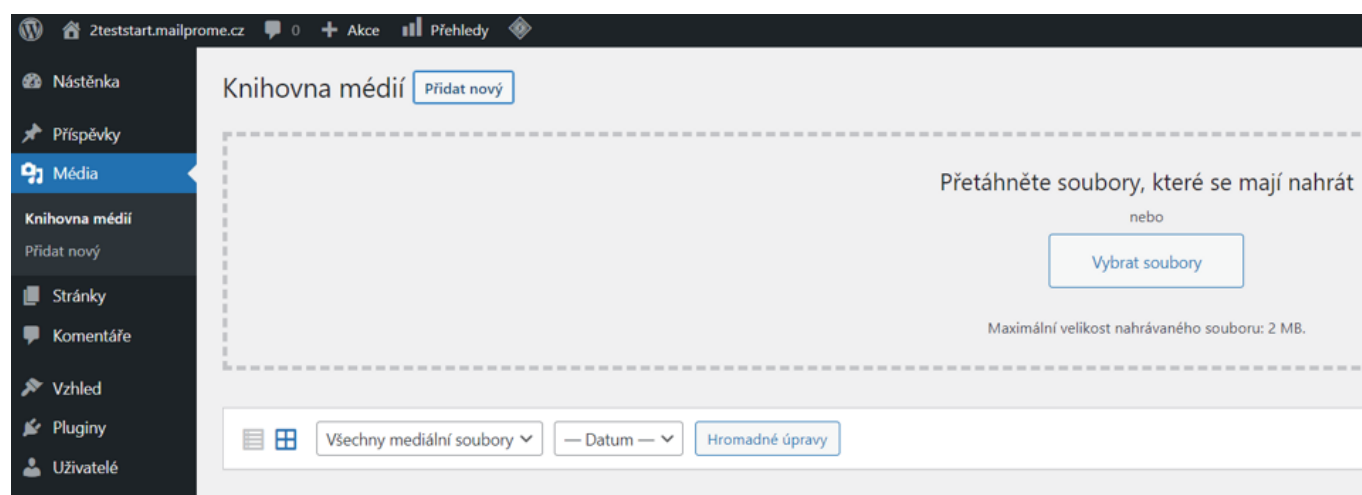 2teststart.mailprome.cz 0 Akce Přehledy
Nástěnka
Příspěvky
Média
Knihovna médií
Přidat nový
Stránky
Komentáře
Vzhled
Pluginy
Uživatelé
Knihovna médií Přidat nový
Přetáhněte soubory, které se mají nahrát
nebo
Vybrat soubory
Maximální velikost nahrávaného souboru: 2 MB.
Všechny mediální soubory — Datum — Hromadné úpravy